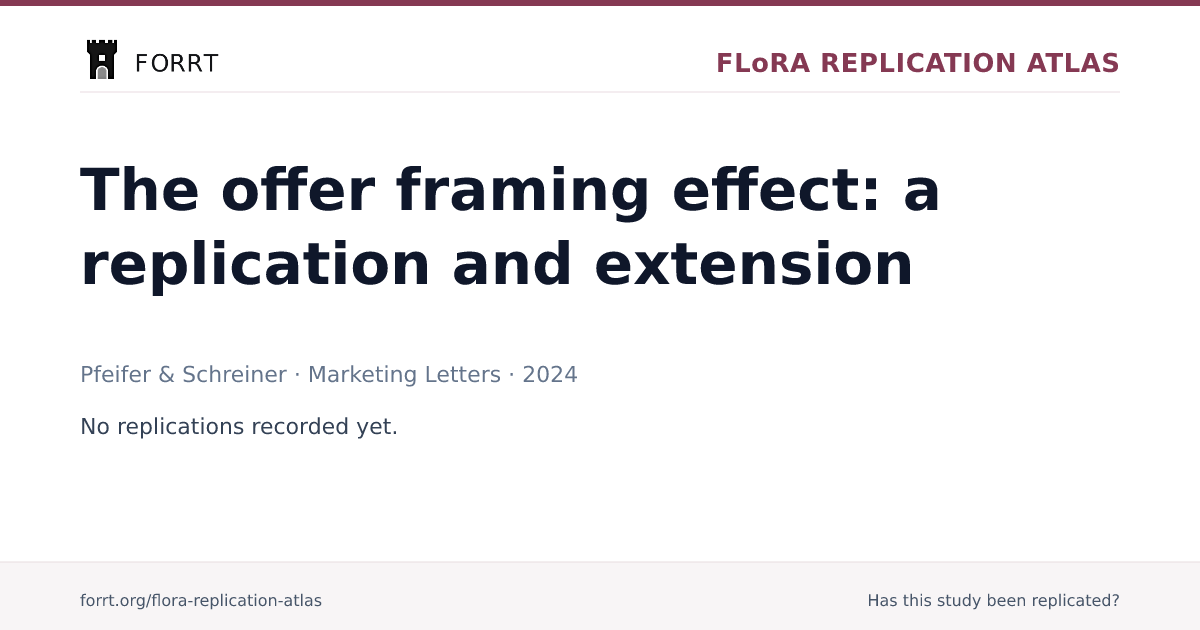 FORRT
FLoRA REPLICATION ATLAS
The offer framing effect: a
replication and extension
Pfeifer & Schreiner · Marketing Letters · 2024
No replications recorded yet.
forrt.org/flora-replication-atlas
Has this study been replicated?